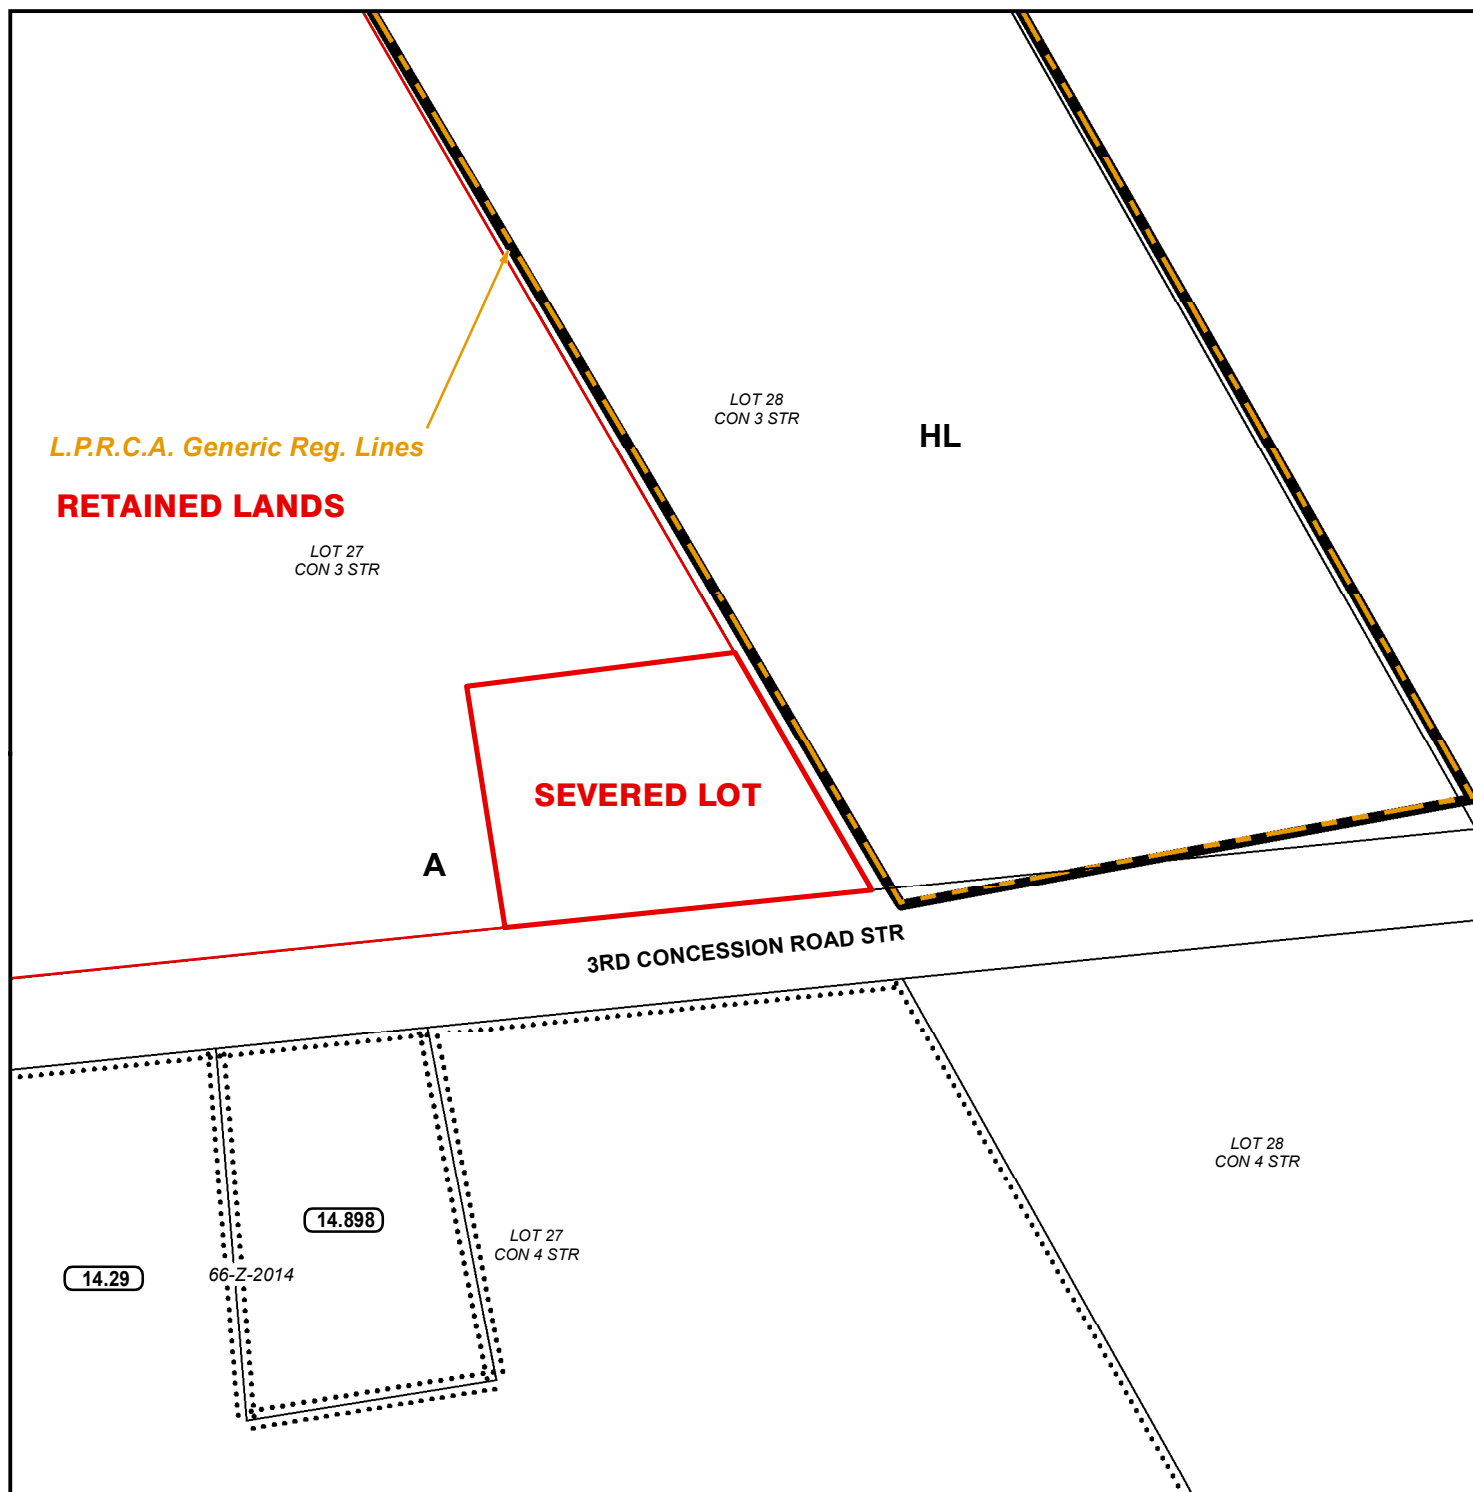 LOT 28
CON 3 STR
HL
L.P.R.C.A. Generic Reg. Lines
RETAINED LANDS
LOT 27
CON 3 STR
SEVERED LOT
A
3RD CONCESSION ROAD STR
LOT 28
CON 4 STR
14.898
LOT 27
CON 4 STR
14.29
66-Z-2014